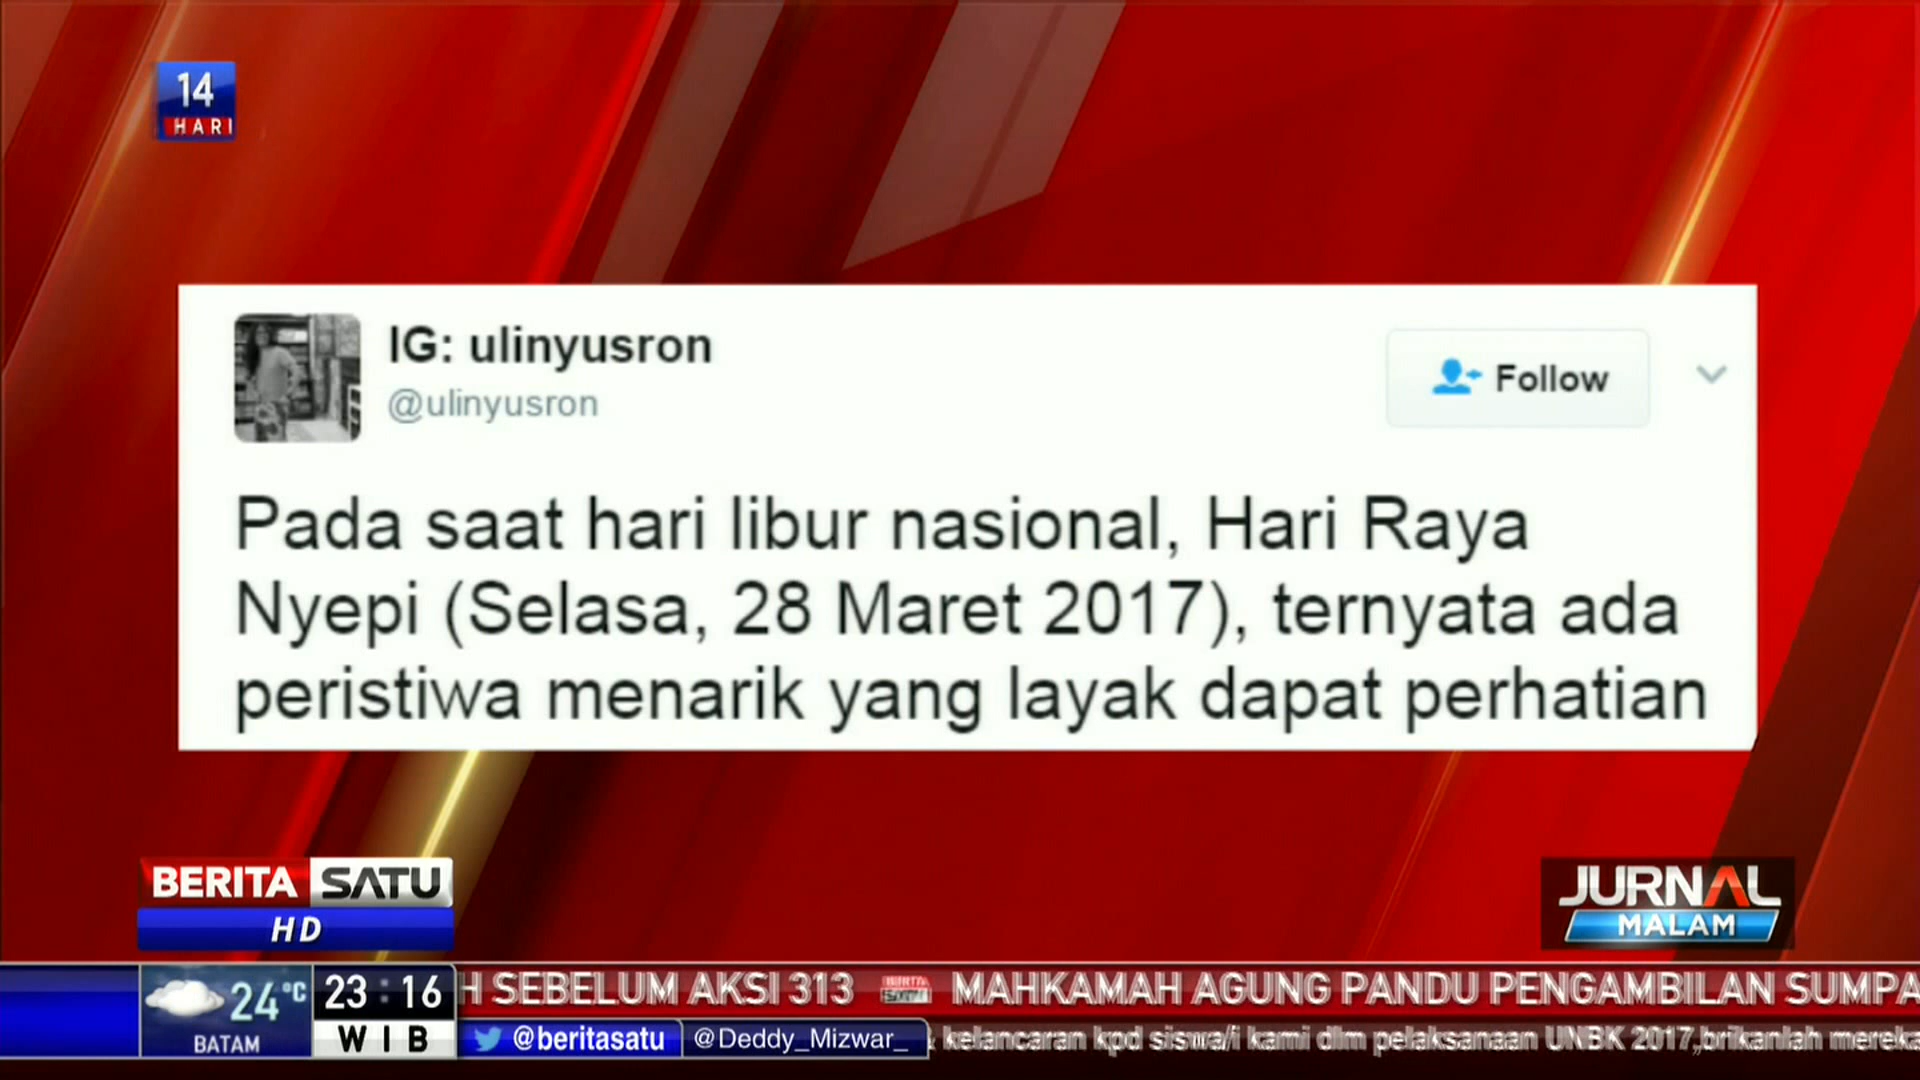 14
HARI
IG: ulinyusron
@ulinyusron
Follow
Pada saat hari libur nasional, Hari Raya
Nyepi (Selasa, 28 Maret 2017), ternyata ada
peristiwa menarik yang layak dapat perhatian
BERITA SATU
HD
JURNAL
MALAM
24°C
BATAM
23:16
WIB
H SEBELUM AKSI 313 BERITA SATU MAHKAMAH AGUNG PANDU PENGAMBILAN SUMPA
@beritasatu @Deddy_Mizwar_ kelancaran kpd siswa/i kami dlm pelaksanaan UNBK 2017,,brikanlah mereka